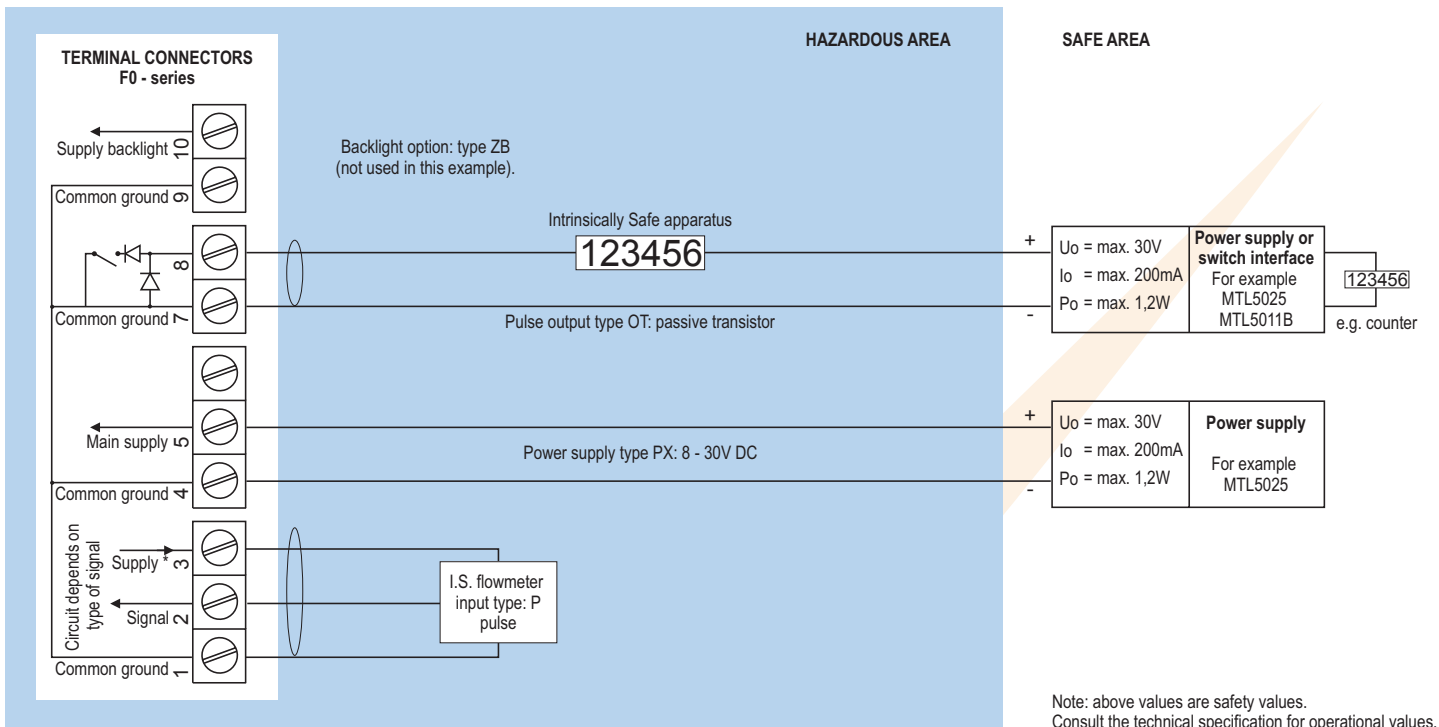 HAZARDOUS AREA
SAFE AREA
TERMINAL CONNECTORS
F0 - series
Supply backlight 10
Common ground 9
8
Common ground 7
Main supply 5
Common ground 4
Supply * 3
Signal 2
Common ground 1
Circuit depends on
type of signal
Backlight option: type ZB
(not used in this example).
Intrinsically Safe apparatus
123456
Pulse output type OT: passive transistor
+
-
Uo = max. 30V
Io = max. 200mA
Po = max. 1,2W
Power supply or
switch interface
For example
MTL5025
MTL5011B
123456
e.g. counter
Power supply type PX: 8 - 30V DC
+
-
Uo = max. 30V
Io = max. 200mA
Po = max. 1,2W
Power supply
For example
MTL5025
I.S. flowmeter
input type: P
pulse
Note: above values are safety values.
Consult the technical specification for operational values.